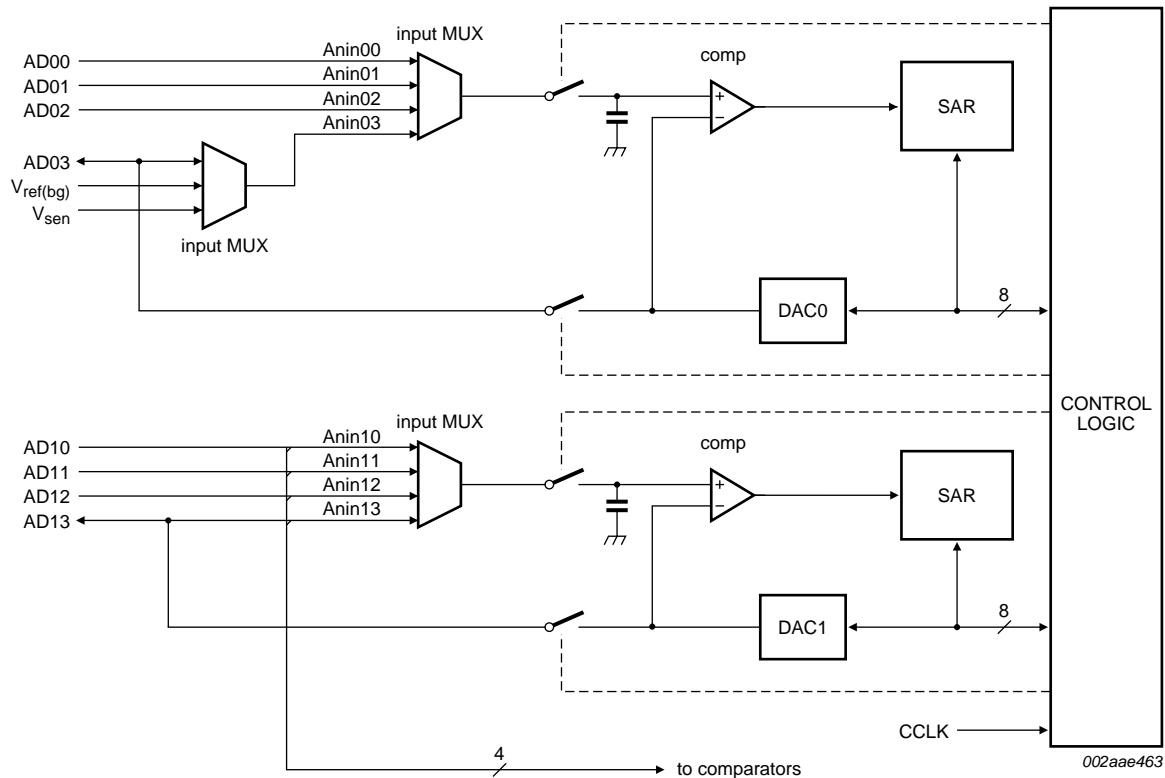 input MUX
AD00
Anin00
AD01
Anin01
AD02
Anin02
Anin03
AD03
Vref(bg)
Vsen
input MUX
comp
+
−
SAR
DAC0
8
CONTROL
LOGIC
input MUX
AD10
Anin10
AD11
Anin11
AD12
Anin12
AD13
Anin13
comp
+
−
SAR
DAC1
8
CCLK
4
to comparators
002aae463